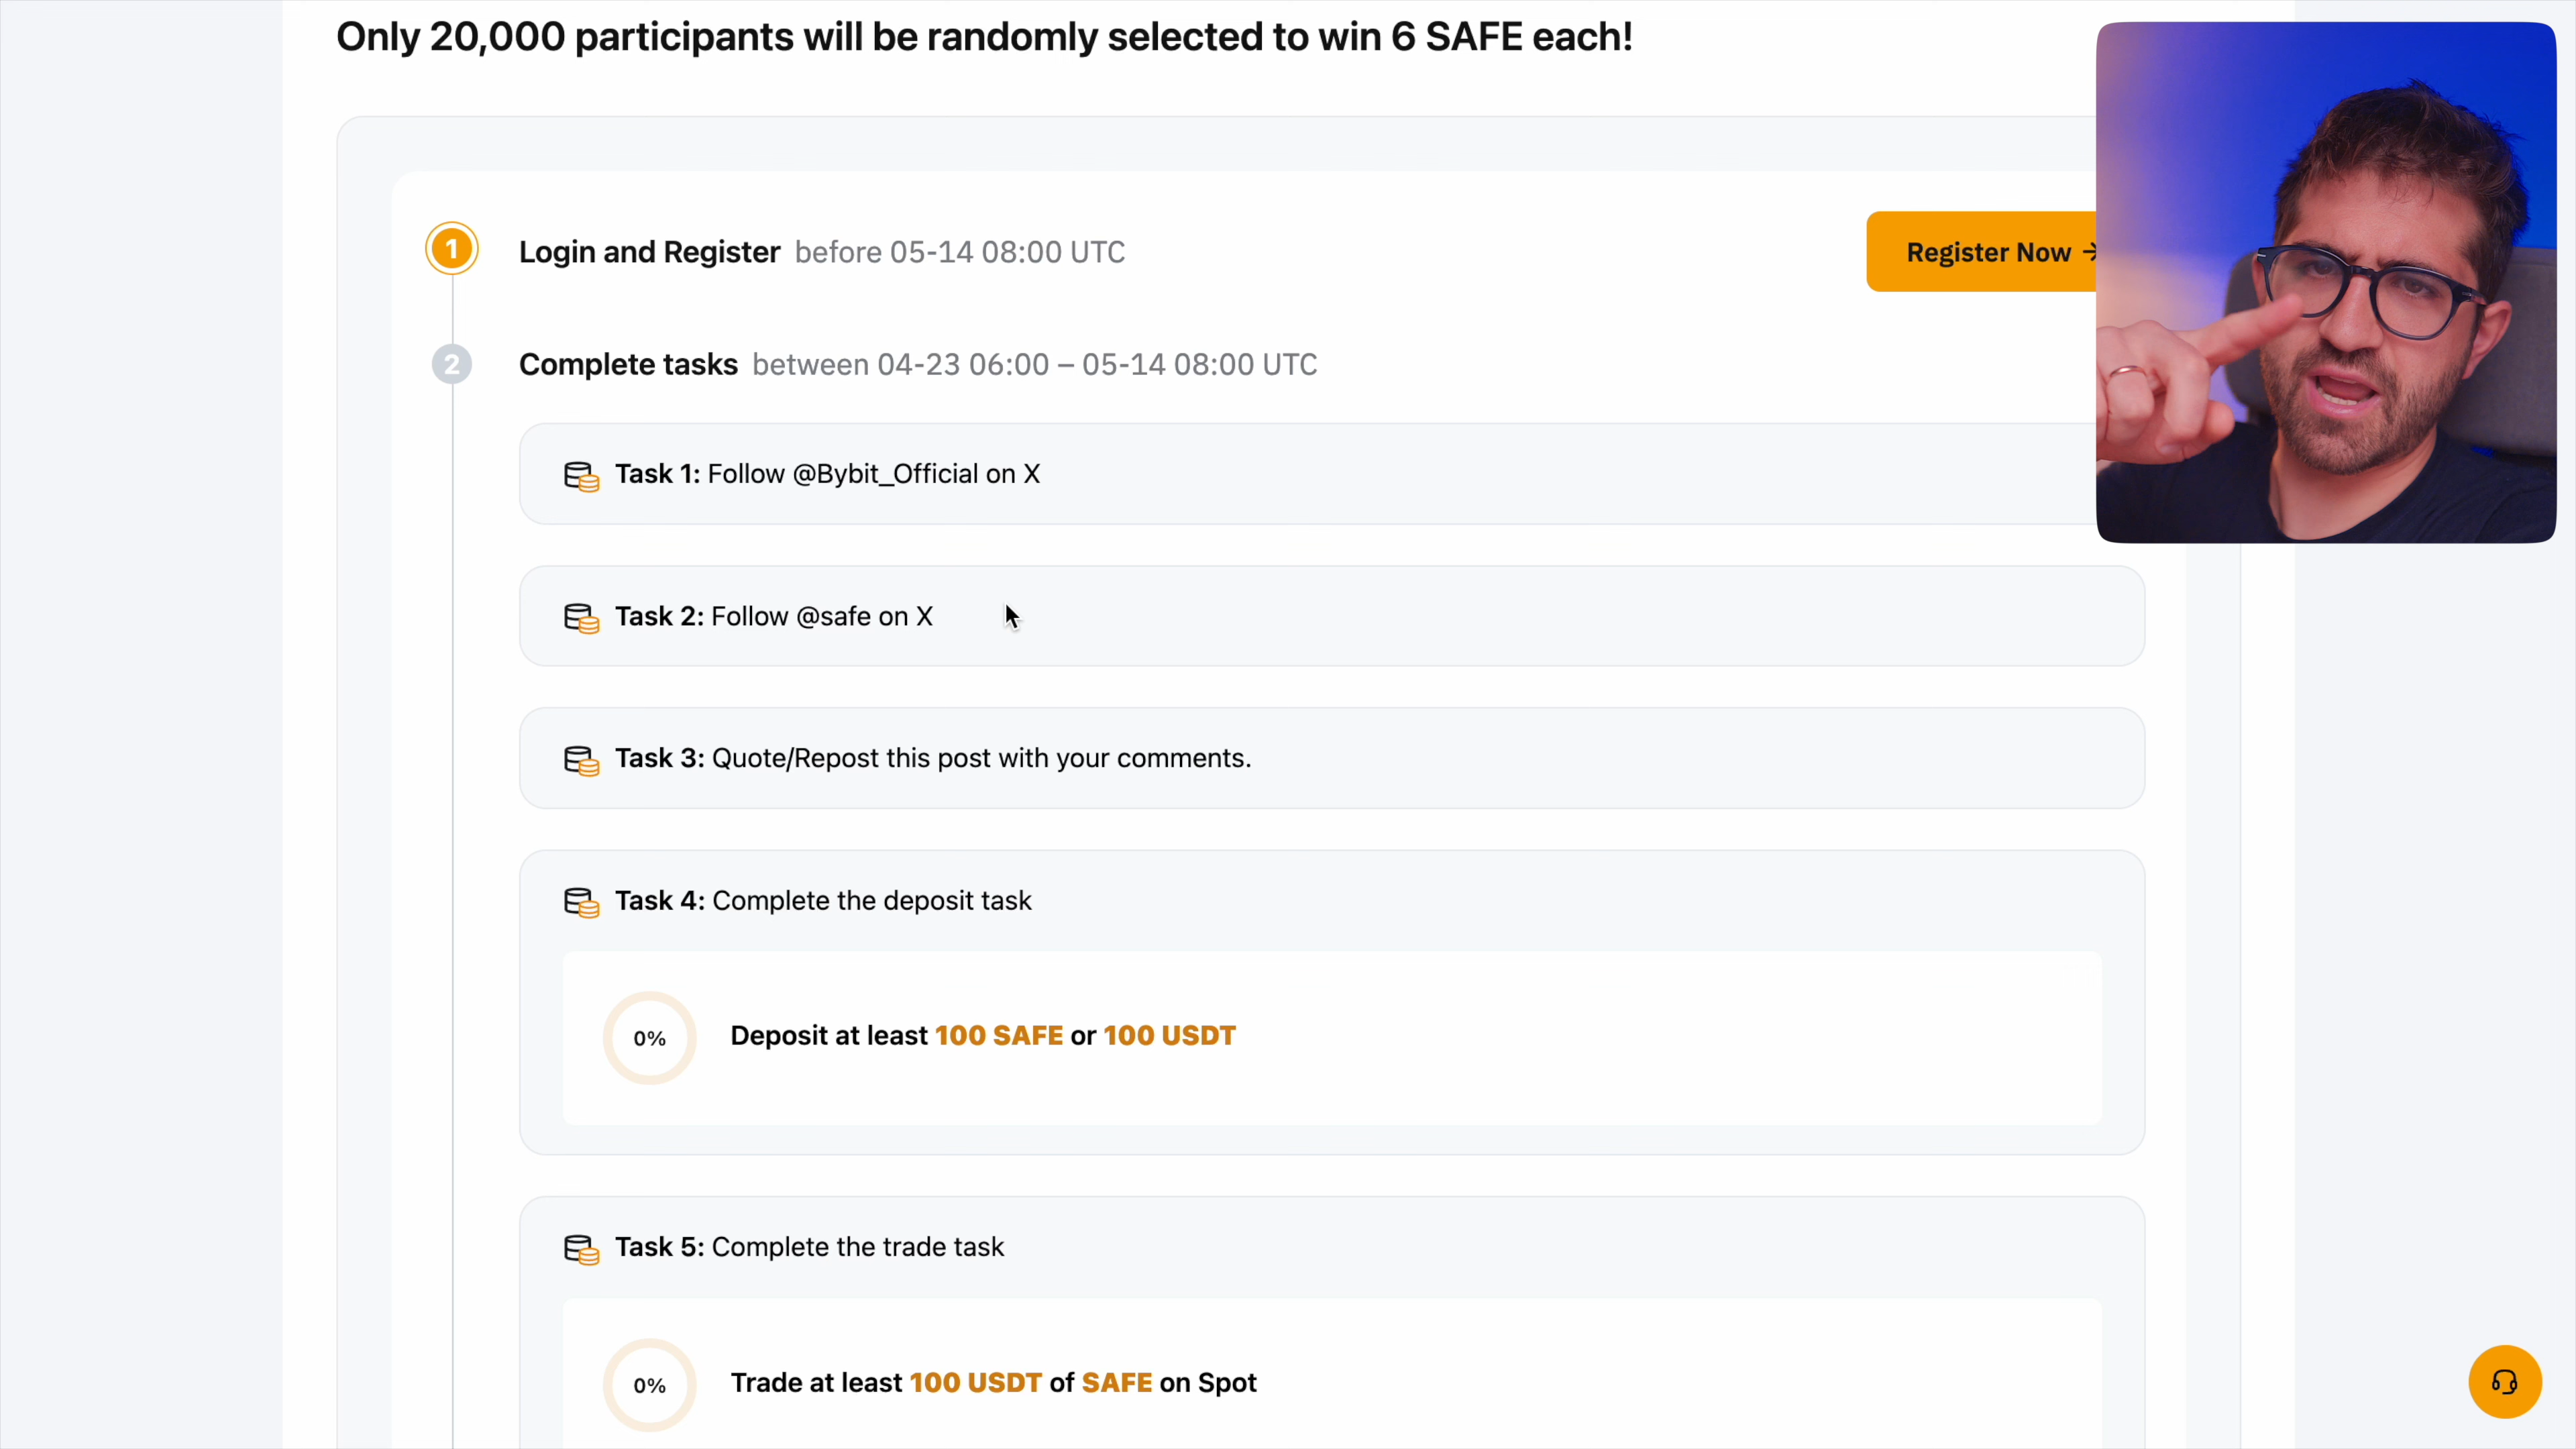 Only 20,000 participants will be randomly selected to win 6 SAFE each!
1
Login and Register before 05-14 08:00 UTC
Register Now →
2
Complete tasks between 04-23 06:00 – 05-14 08:00 UTC
Task 1: Follow @Bybit_Official on X
Task 2: Follow @safe on X
Task 3: Quote/Repost this post with your comments.
Task 4: Complete the deposit task
0%
Deposit at least 100 SAFE or 100 USDT
Task 5: Complete the trade task
0%
Trade at least 100 USDT of SAFE on Spot